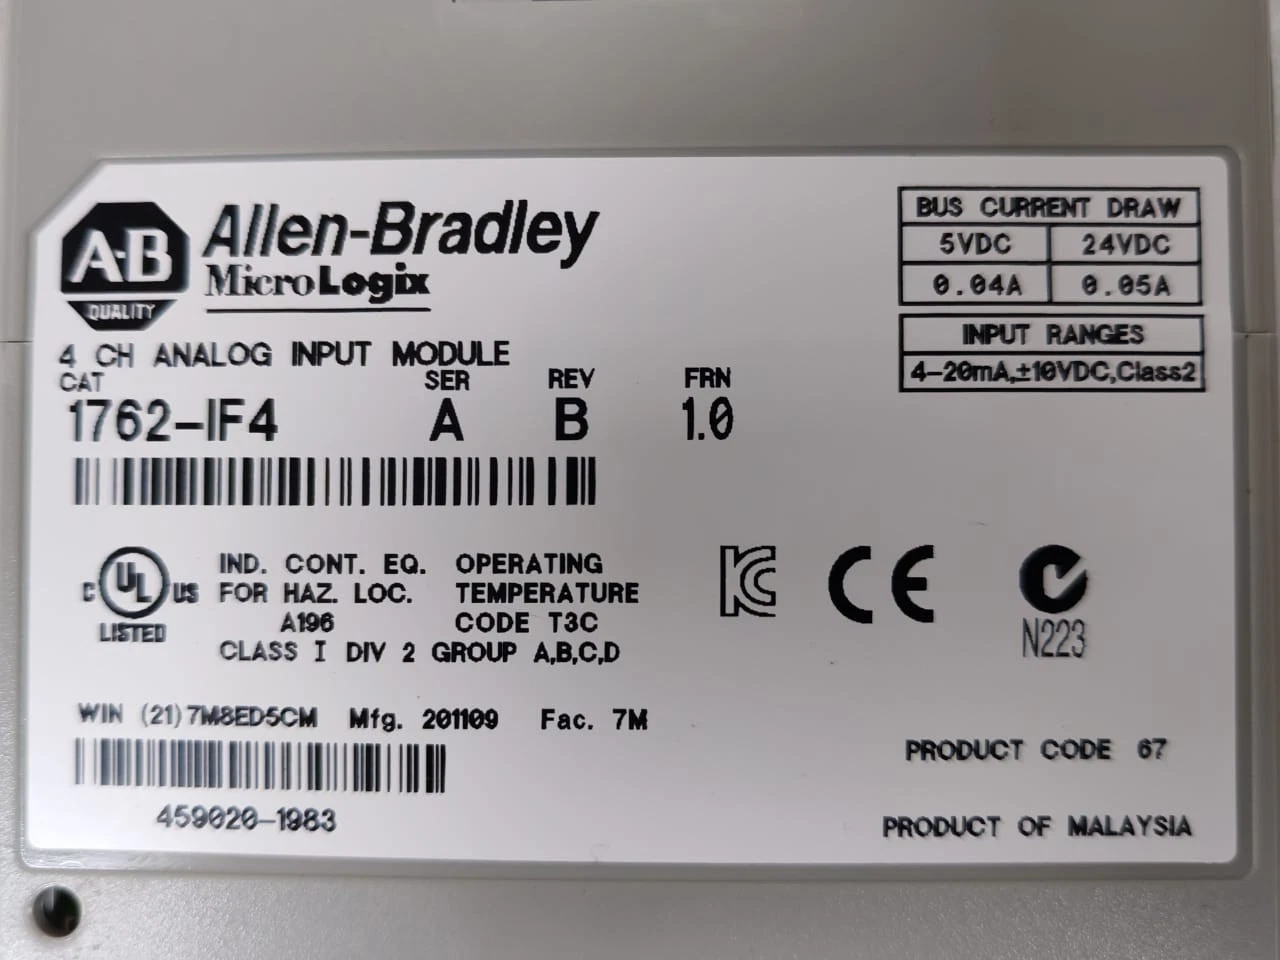 A-B
QUALITY
Allen-Bradley
MicroLogix
4 CH ANALOG INPUT MODULE
CAT SER REV FRN
1762-IF4 A B 1.0
BUS CURRENT DRAW
5VDC 24VDC
0.04A 0.05A
INPUT RANGES
4-20mA,±10VDC,Class2
C UL US
LISTED
IND. CONT. EQ. OPERATING
FOR HAZ. LOC. TEMPERATURE
A196 CODE T3C
CLASS I DIV 2 GROUP A,B,C,D
KC CE
N223
WIN (21)7M8ED5CM Mfg. 201109 Fac. 7M
459020-1983
PRODUCT CODE 67
PRODUCT OF MALAYSIA